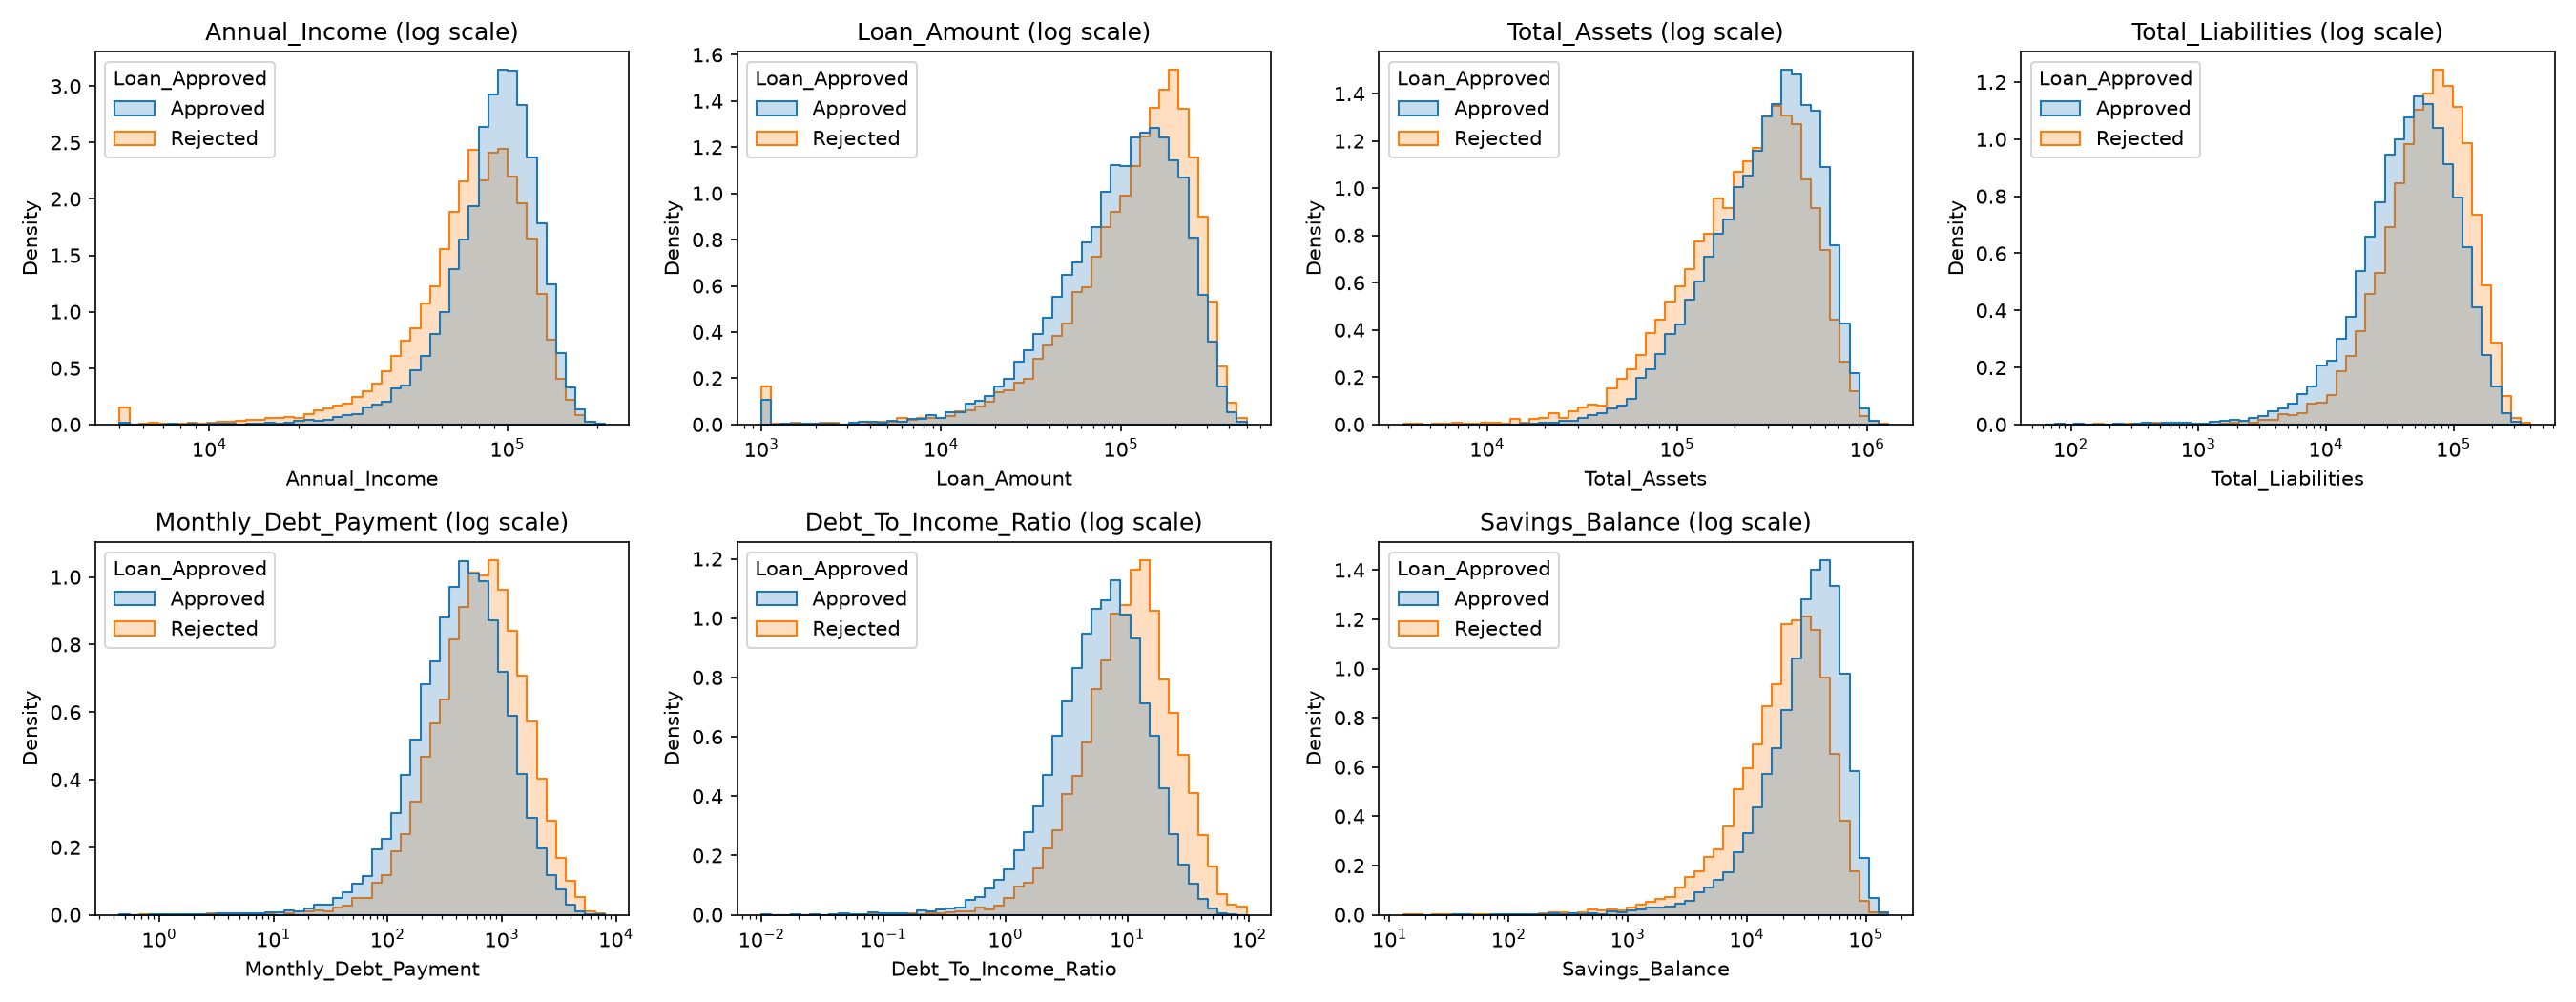 Annual_Income (log scale)
Loan_Approved
Approved
Rejected
3.0
2.5
2.0
1.5
1.0
0.5
0.0
Density
10^4
10^5
Annual_Income
Loan_Amount (log scale)
Loan_Approved
Approved
Rejected
1.6
1.4
1.2
1.0
0.8
0.6
0.4
0.2
0.0
Density
10^3
10^4
10^5
Loan_Amount
Total_Assets (log scale)
Loan_Approved
Approved
Rejected
1.4
1.2
1.0
0.8
0.6
0.4
0.2
0.0
Density
10^4
10^5
10^6
Total_Assets
Total_Liabilities (log scale)
Loan_Approved
Approved
Rejected
1.2
1.0
0.8
0.6
0.4
0.2
0.0
Density
10^2
10^3
10^4
10^5
Total_Liabilities
Monthly_Debt_Payment (log scale)
Loan_Approved
Approved
Rejected
1.0
0.8
0.6
0.4
0.2
0.0
Density
10^0
10^1
10^2
10^3
10^4
Monthly_Debt_Payment
Debt_To_Income_Ratio (log scale)
Loan_Approved
Approved
Rejected
1.2
1.0
0.8
0.6
0.4
0.2
0.0
Density
10^−2
10^−1
10^0
10^1
10^2
Debt_To_Income_Ratio
Savings_Balance (log scale)
Loan_Approved
Approved
Rejected
1.4
1.2
1.0
0.8
0.6
0.4
0.2
0.0
Density
10^1
10^2
10^3
10^4
10^5
Savings_Balance